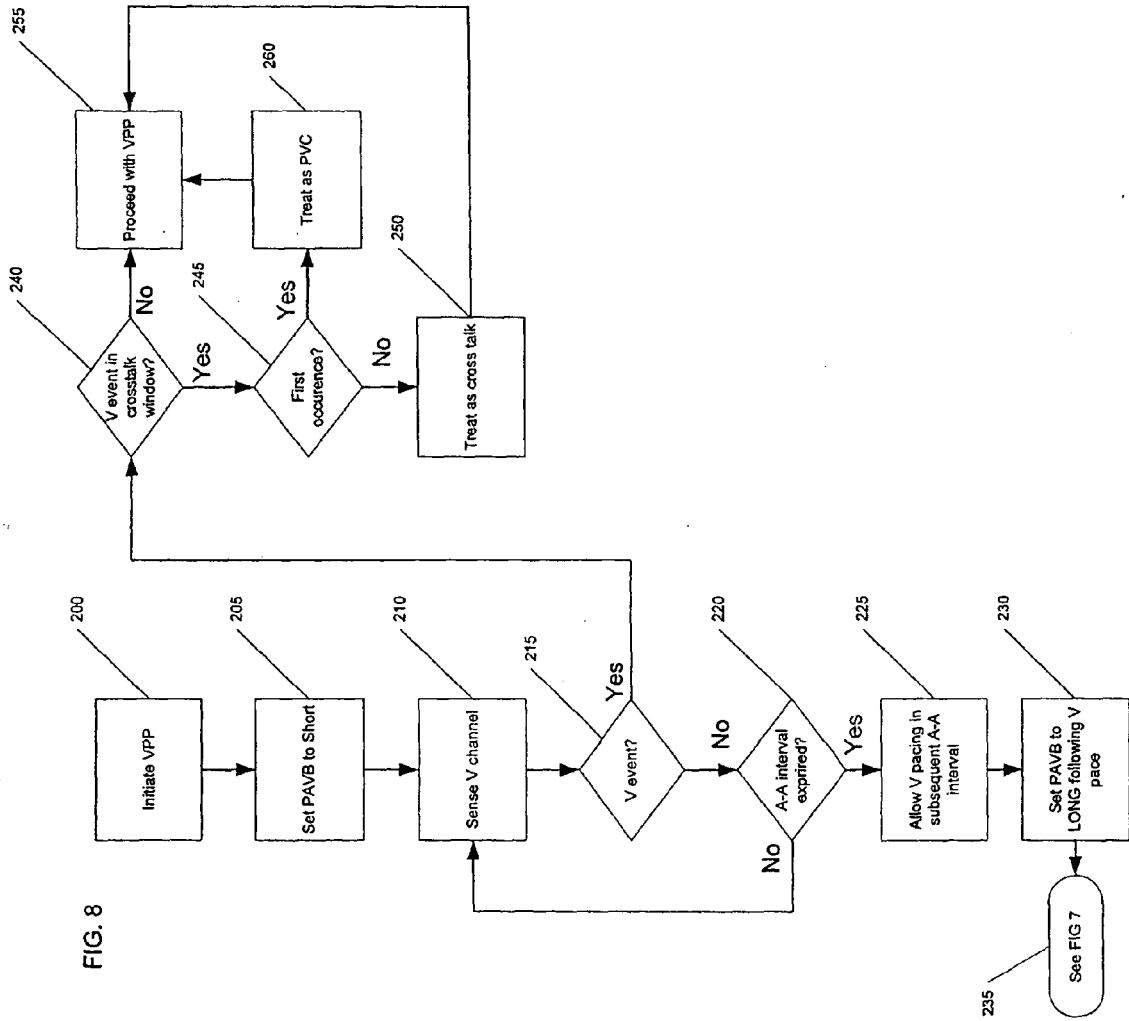 FIG. 8
200
Initiate VPP
205
Set PAVB to Short
210
Sense V channel
215
V event?
Yes
No
220
A-A interval
exprired?
No
Yes
225
Allow V pacing in
subsequent A-A
interval
230
Set PAVB to
LONG following V
pace
235
See FIG 7
240
V event in
crosstalk
window?
No
Yes
245
First
occurence?
Yes
No
250
Treat as cross talk
255
Proceed with VPP
260
Treat as PVC